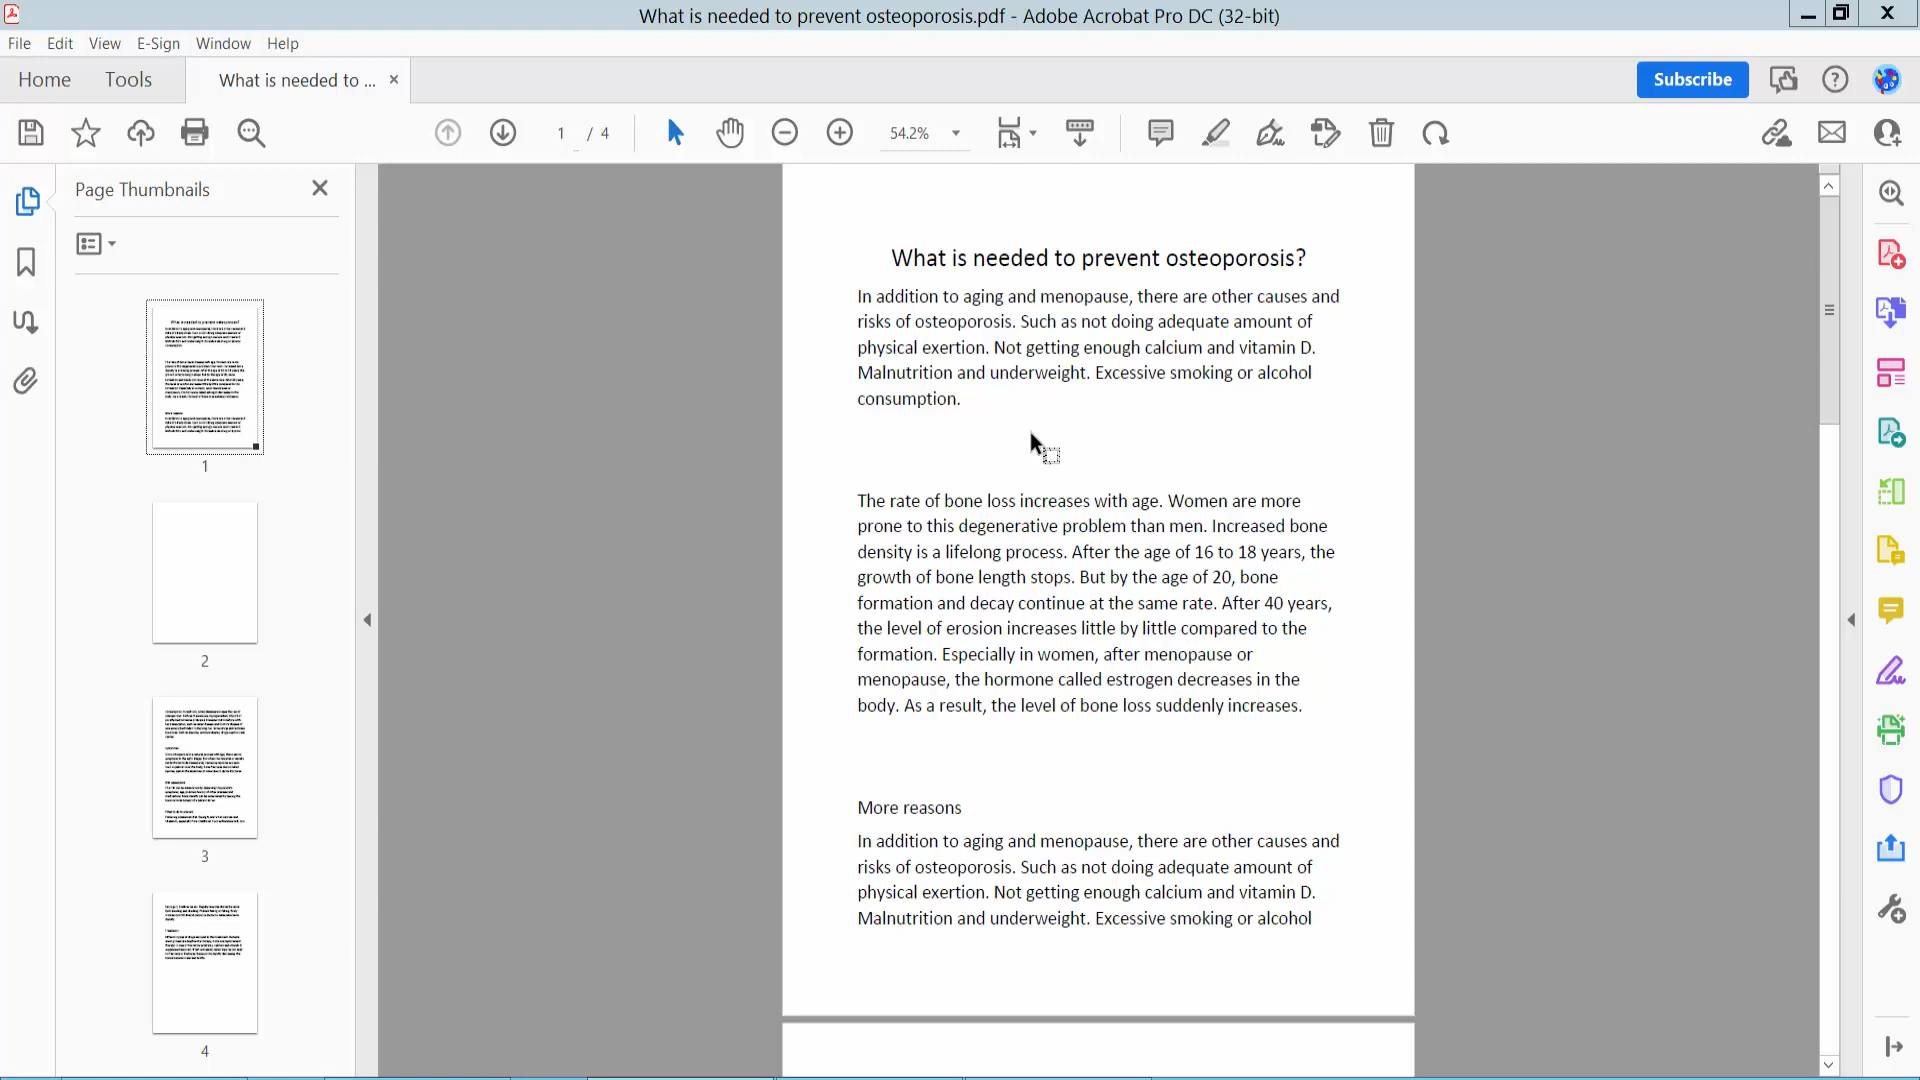 What is needed to prevent osteoporosis.pdf - Adobe Acrobat Pro DC (32-bit)
File Edit View E-Sign Window Help
Home Tools What is needed to ... Subscribe
1 / 4 54.2%
Page Thumbnails
1
2
3
4
What is needed to prevent osteoporosis?
In addition to aging and menopause, there are other causes and
risks of osteoporosis. Such as not doing adequate amount of
physical exertion. Not getting enough calcium and vitamin D.
Malnutrition and underweight. Excessive smoking or alcohol
consumption.
The rate of bone loss increases with age. Women are more
prone to this degenerative problem than men. Increased bone
density is a lifelong process. After the age of 16 to 18 years, the
growth of bone length stops. But by the age of 20, bone
formation and decay continue at the same rate. After 40 years,
the level of erosion increases little by little compared to the
formation. Especially in women, after menopause or
menopause, the hormone called estrogen decreases in the
body. As a result, the level of bone loss suddenly increases.
More reasons
In addition to aging and menopause, there are other causes and
risks of osteoporosis. Such as not doing adequate amount of
physical exertion. Not getting enough calcium and vitamin D.
Malnutrition and underweight. Excessive smoking or alcohol